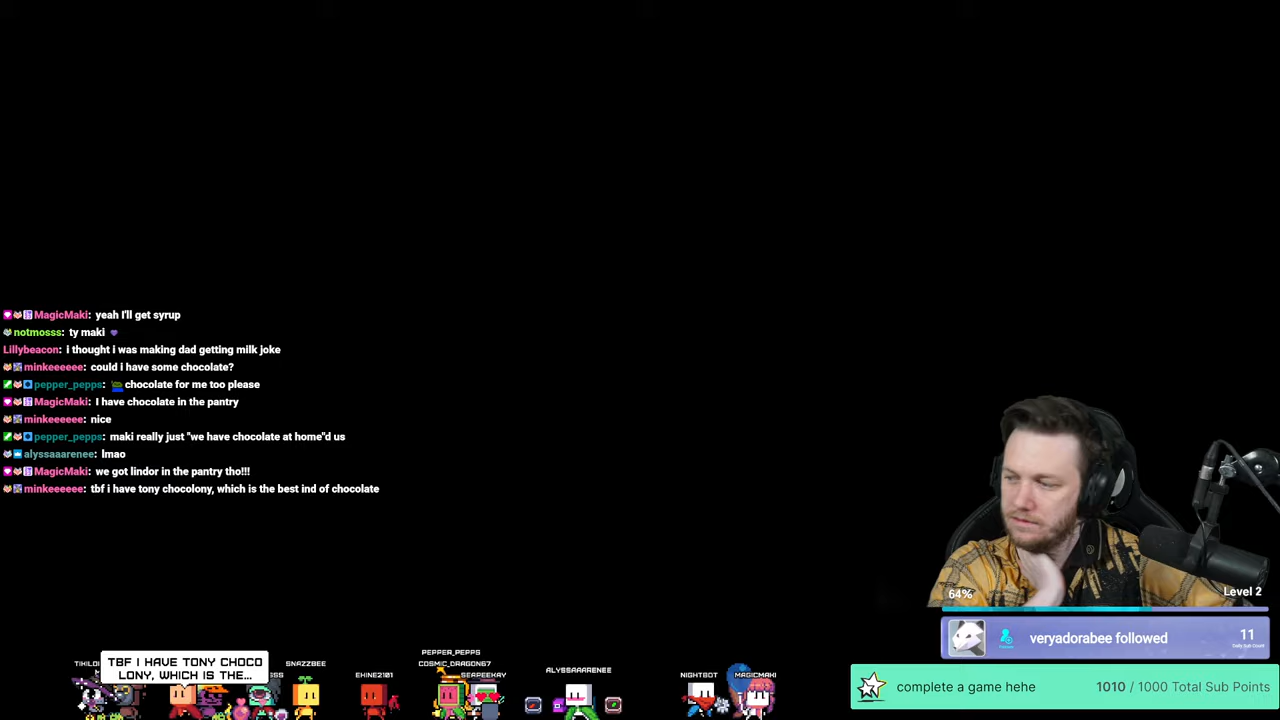 MagicMaki: yeah I'll get syrup
notmosss: ty maki
Lillybeacon: i thought i was making dad getting milk joke
minkeeeeee: could i have some chocolate?
pepper_pepps: chocolate for me too please
MagicMaki: I have chocolate in the pantry
minkeeeeee: nice
pepper_pepps: maki really just "we have chocolate at home"d us
alyssaaarenee: lmao
MagicMaki: we got lindor in the pantry tho!!!
minkeeeeee: tbf i have tony chocolony, which is the best ind of chocolate
64%
Level 2
veryadorabee followed
11
complete a game hehe
1010 / 1000 Total Sub Points
PEPPER_PEPPS
TBF I HAVE TONY CHOCO
LONY, WHICH IS THE...
SNAZZBEE
COSMIC_DRAGON67
EHINE2101
SEAPEEKAY
ALYSSAAARENEE
NIGHTBOT
MAGICMAKI